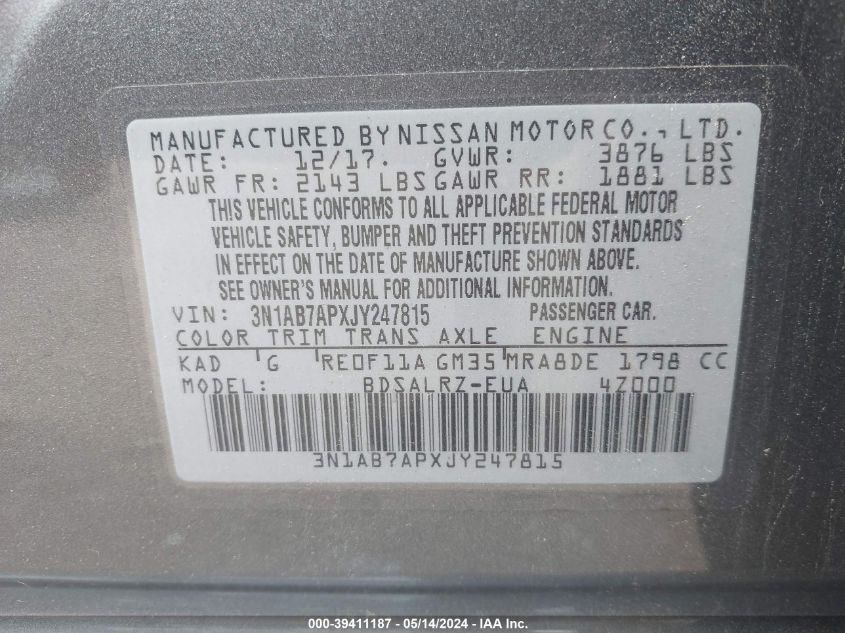 MANUFACTURED BY NISSAN MOTOR CO., LTD.
DATE: 12/17. GVWR: 3876 LBS
GAWR FR: 2143 LBS GAWR RR: 1881 LBS
THIS VEHICLE CONFORMS TO ALL APPLICABLE FEDERAL MOTOR
VEHICLE SAFETY, BUMPER AND THEFT PREVENTION STANDARDS
IN EFFECT ON THE DATE OF MANUFACTURE SHOWN ABOVE.
SEE OWNER'S MANUAL FOR ADDITIONAL INFORMATION.
VIN: 3N1AB7APXJY247815 PASSENGER CAR.
COLOR TRIM TRANS AXLE ENGINE
KAD G RE0F11A GM35 MRA8DE 1798 CC
MODEL: BDSALRZ-EUA 4Z000
3N1AB7APXJY247815
000-39411187 - 05/14/2024 - IAA Inc.